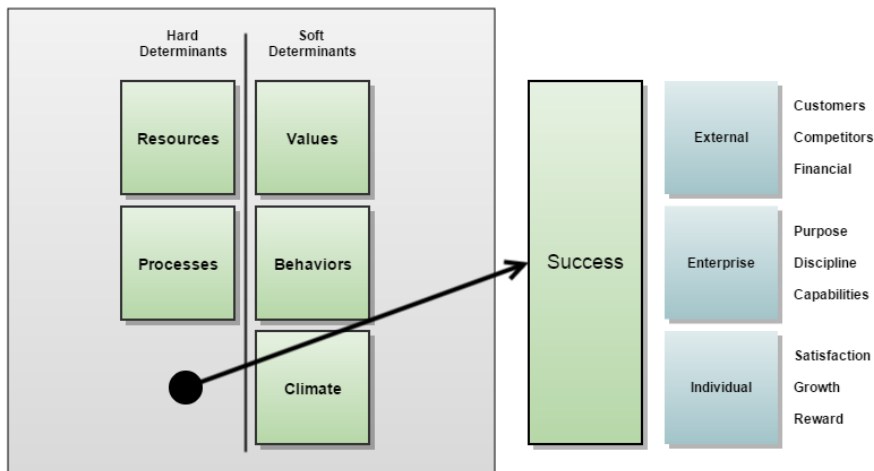 Hard
Determinants
Soft
Determinants
Resources
Values
Processes
Behaviors
Climate
Success
External
Customers
Competitors
Financial
Enterprise
Purpose
Discipline
Capabilities
Individual
Satisfaction
Growth
Reward